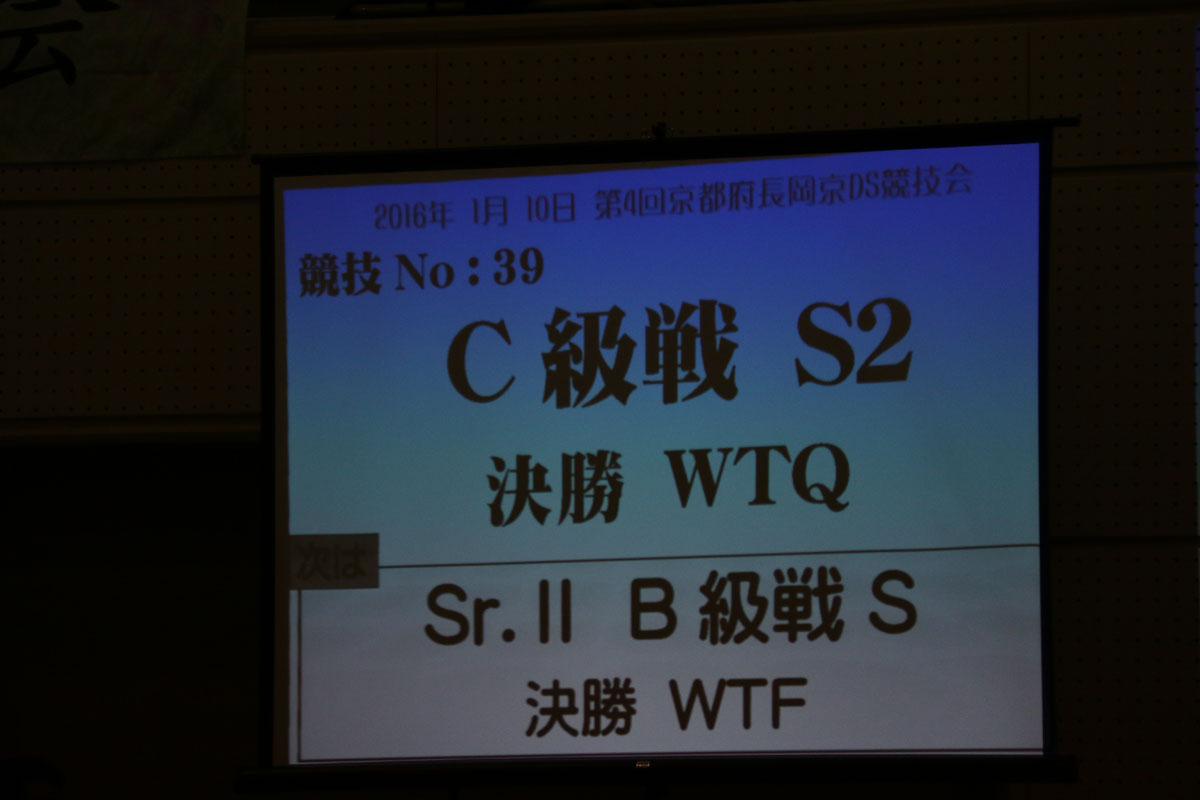 会
2016年 1月 10日 第4回京都府長岡京DS競技会
競技 No : 39
C 級戦 S2
決勝 WTQ
次は
Sr. II B 級戦 S
決勝 WTF